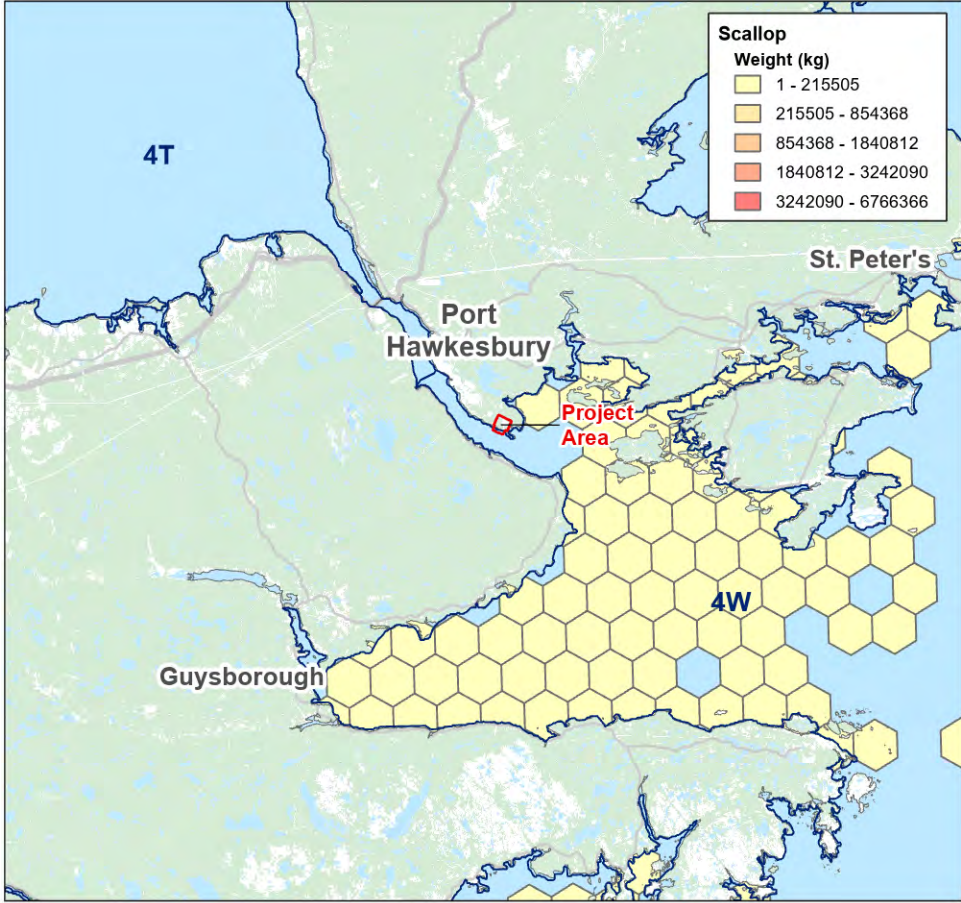 Scallop
Weight (kg)
1 - 215505
215505 - 854368
854368 - 1840812
1840812 - 3242090
3242090 - 6766366
4T
St. Peter's
Port
Hawkesbury
Project
Area
4W
Guysborough